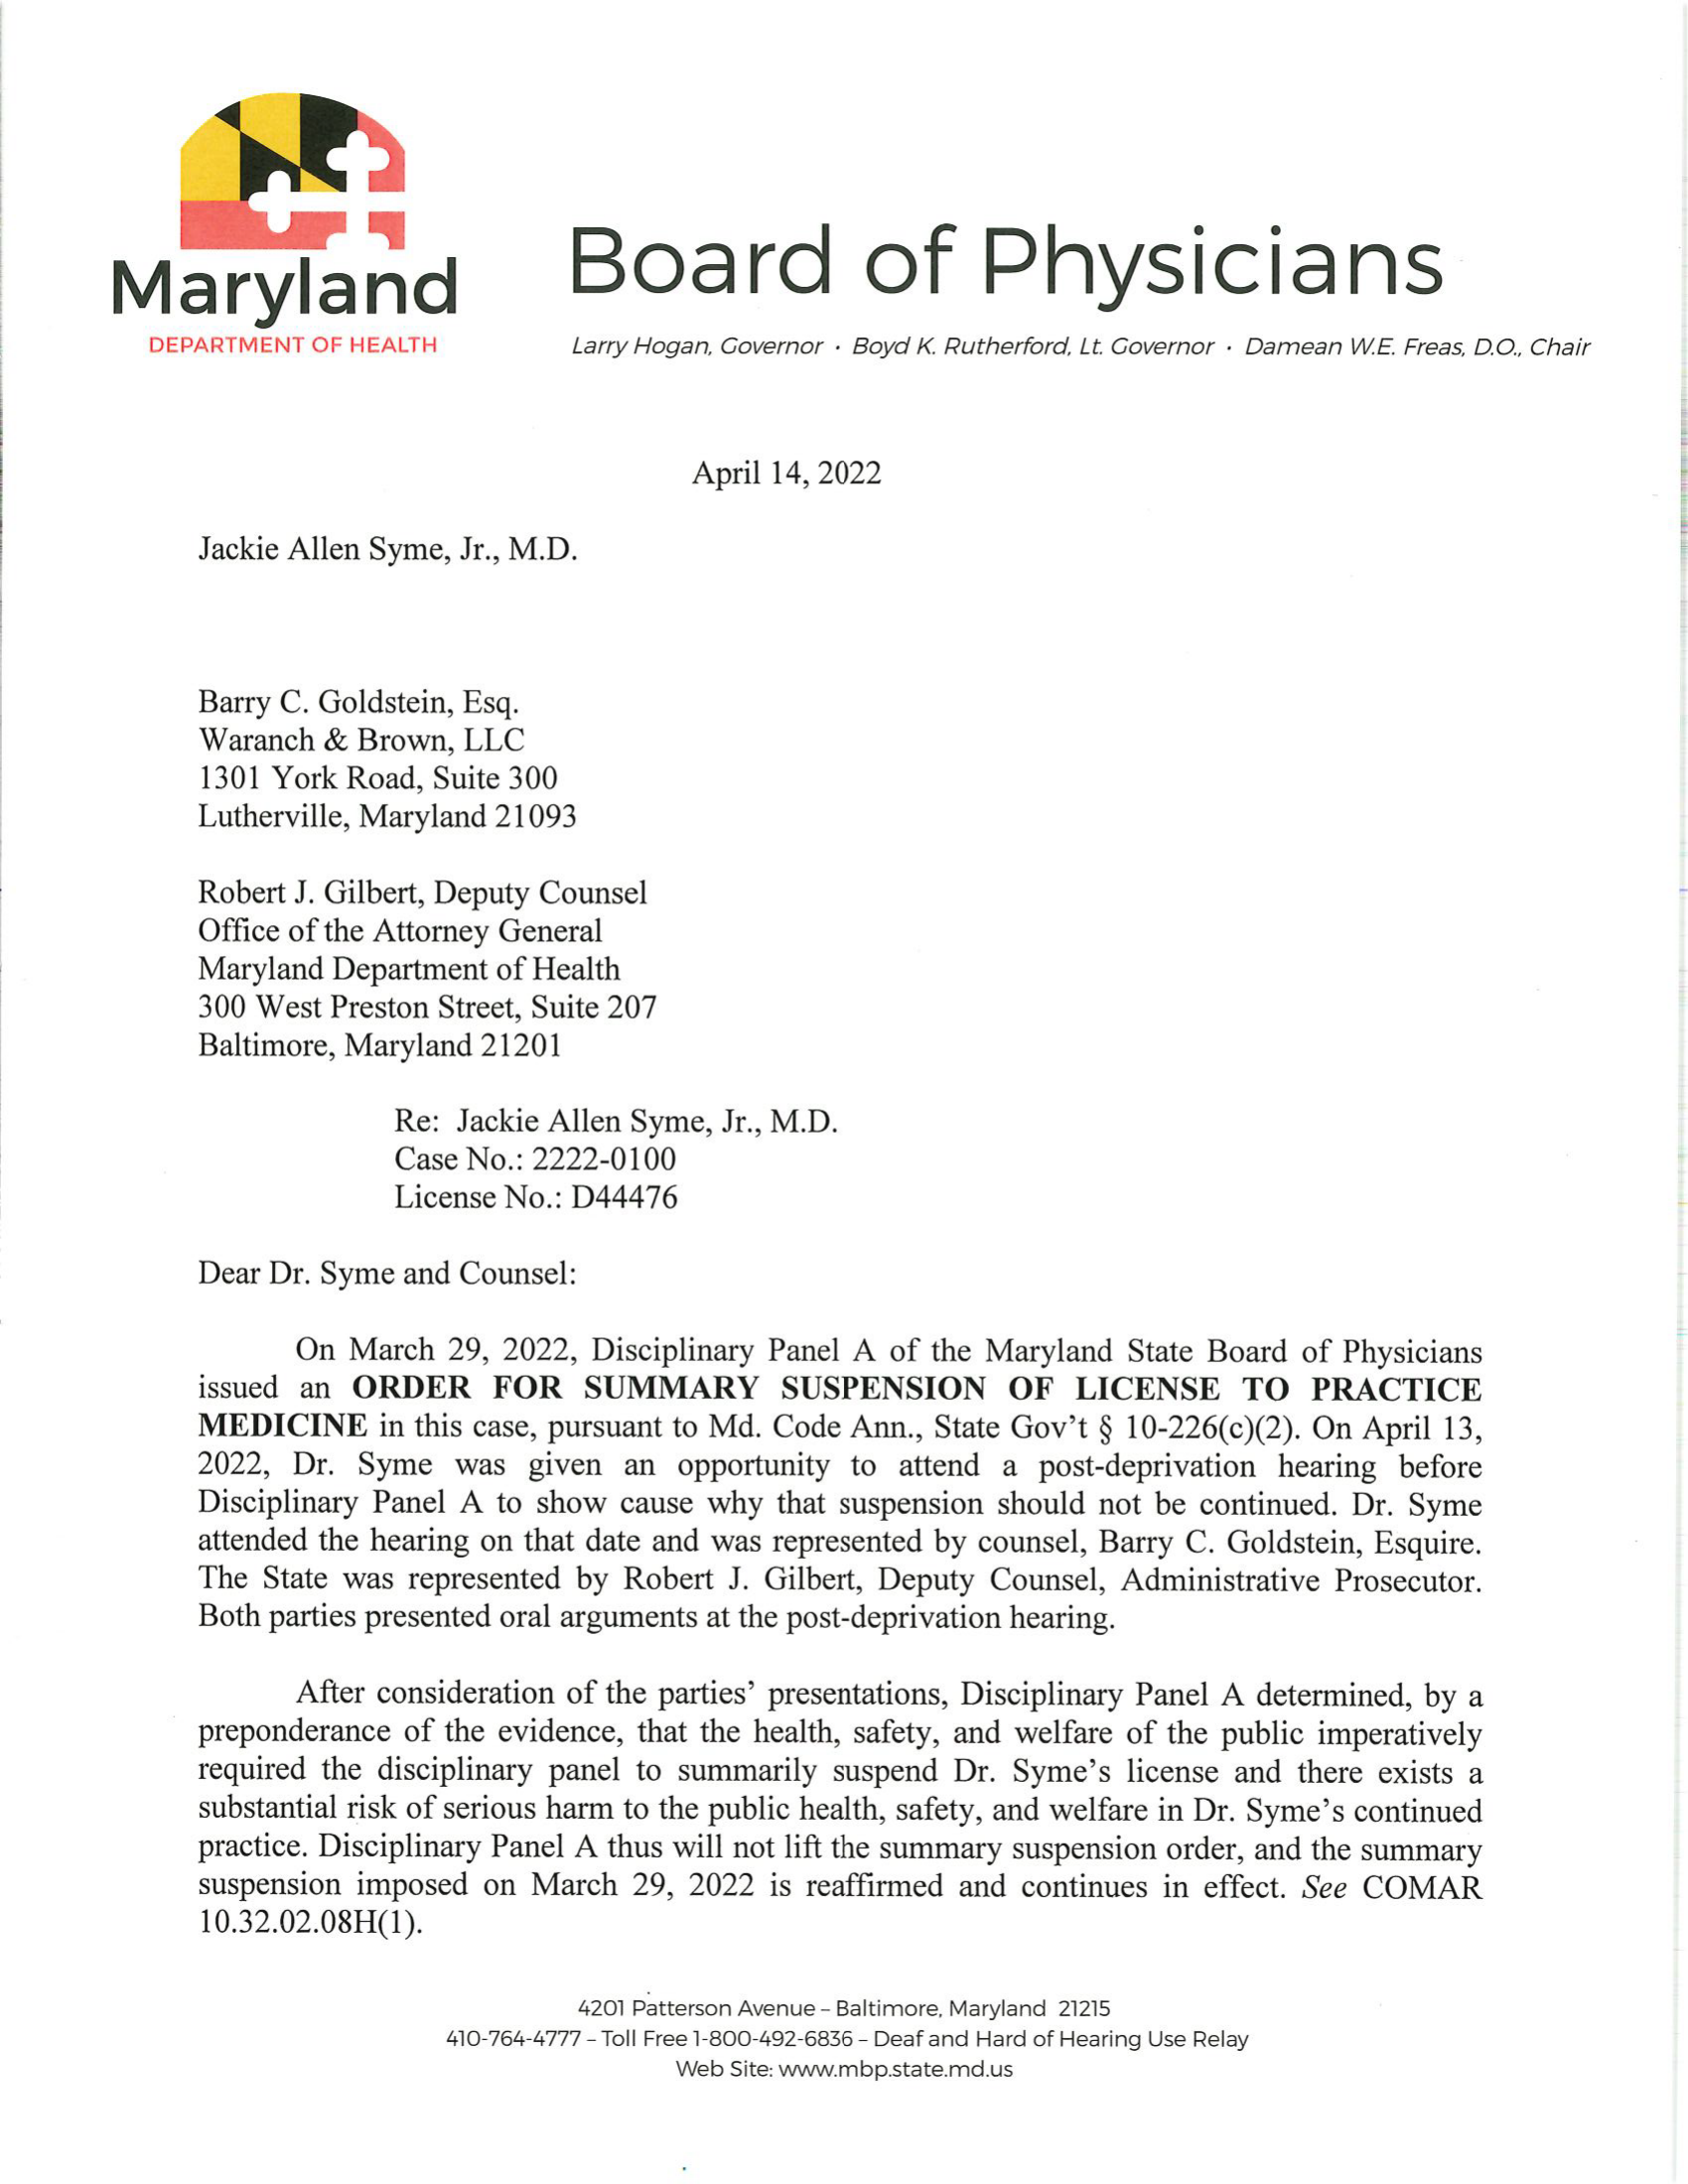 Maryland
DEPARTMENT OF HEALTH
Board of Physicians
Larry Hogan, Governor · Boyd K. Rutherford, Lt. Governor · Damean W.E. Freas, D.O., Chair
April 14, 2022
Jackie Allen Syme, Jr., M.D.
Barry C. Goldstein, Esq.
Waranch & Brown, LLC
1301 York Road, Suite 300
Lutherville, Maryland 21093
Robert J. Gilbert, Deputy Counsel
Office of the Attorney General
Maryland Department of Health
300 West Preston Street, Suite 207
Baltimore, Maryland 21201
Re: Jackie Allen Syme, Jr., M.D.
Case No.: 2222-0100
License No.: D44476
Dear Dr. Syme and Counsel:
On March 29, 2022, Disciplinary Panel A of the Maryland State Board of Physicians
issued an ORDER FOR SUMMARY SUSPENSION OF LICENSE TO PRACTICE
MEDICINE in this case, pursuant to Md. Code Ann., State Gov’t § 10-226(c)(2). On April 13,
2022, Dr. Syme was given an opportunity to attend a post-deprivation hearing before
Disciplinary Panel A to show cause why that suspension should not be continued. Dr. Syme
attended the hearing on that date and was represented by counsel, Barry C. Goldstein, Esquire.
The State was represented by Robert J. Gilbert, Deputy Counsel, Administrative Prosecutor.
Both parties presented oral arguments at the post-deprivation hearing.
After consideration of the parties’ presentations, Disciplinary Panel A determined, by a
preponderance of the evidence, that the health, safety, and welfare of the public imperatively
required the disciplinary panel to summarily suspend Dr. Syme’s license and there exists a
substantial risk of serious harm to the public health, safety, and welfare in Dr. Syme’s continued
practice. Disciplinary Panel A thus will not lift the summary suspension order, and the summary
suspension imposed on March 29, 2022 is reaffirmed and continues in effect. See COMAR
10.32.02.08H(1).
4201 Patterson Avenue – Baltimore, Maryland 21215
410-764-4777 – Toll Free 1-800-492-6836 – Deaf and Hard of Hearing Use Relay
Web Site: www.mbp.state.md.us